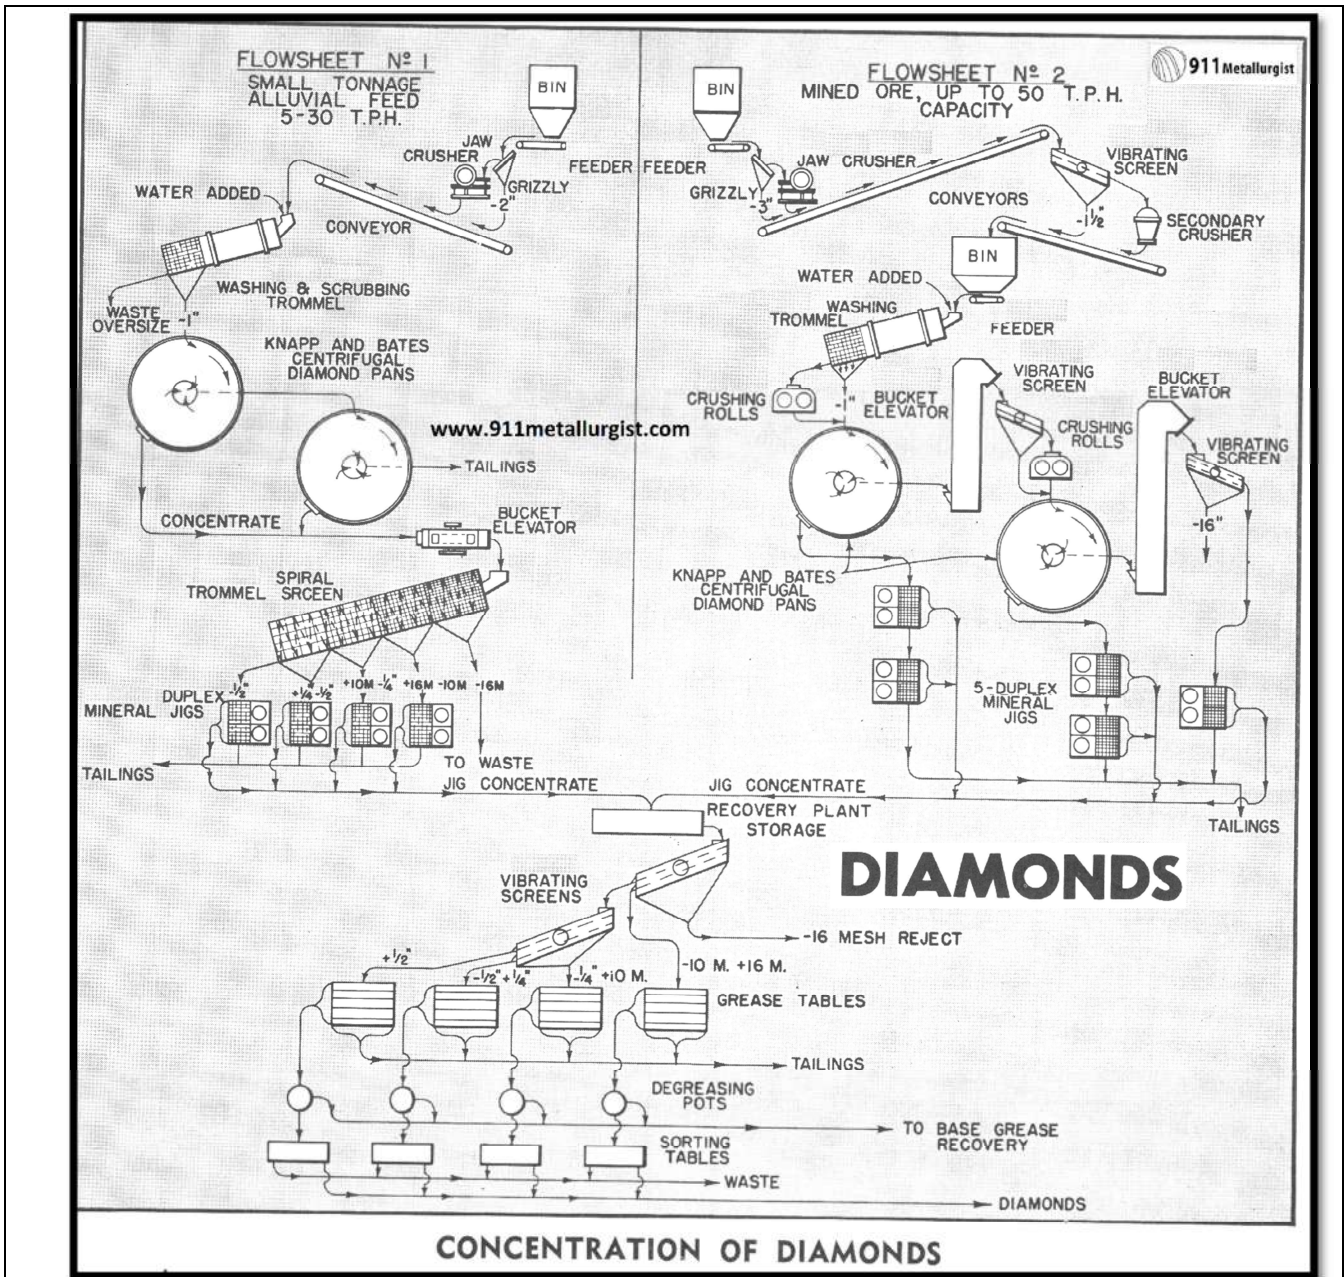 FLOWSHEET Nº 1
SMALL TONNAGE
ALLUVIAL FEED
5-30 T.P.H.
BIN
JAW
CRUSHER
FEEDER
GRIZZLY
-2"
WATER ADDED
CONVEYOR
WASHING & SCRUBBING
TROMMEL
WASTE
OVERSIZE
-1"
KNAPP AND BATES
CENTRIFUGAL
DIAMOND PANS
TAILINGS
CONCENTRATE
BUCKET
ELEVATOR
SPIRAL
TROMMEL SRCEEN
-½"
+¼"-½"
+10M -¼"
+16M -10M
-16M
DUPLEX
MINERAL JIGS
TAILINGS
TO WASTE
JIG CONCENTRATE
911Metallurgist
FLOWSHEET Nº 2
MINED ORE, UP TO 50 T.P.H.
CAPACITY
BIN
FEEDER
JAW CRUSHER
GRIZZLY
-3"
VIBRATING
SCREEN
CONVEYORS
-1½"
SECONDARY
CRUSHER
BIN
WATER ADDED
WASHING
TROMMEL
FEEDER
CRUSHING
ROLLS
-1"
BUCKET
ELEVATOR
VIBRATING
SCREEN
CRUSHING
ROLLS
BUCKET
ELEVATOR
VIBRATING
SCREEN
-16"
www.911metallurgist.com
KNAPP AND BATES
CENTRIFUGAL
DIAMOND PANS
5-DUPLEX
MINERAL
JIGS
JIG CONCENTRATE
TAILINGS
RECOVERY PLANT
STORAGE
DIAMONDS
VIBRATING
SCREENS
-16 MESH REJECT
+½"
-½"+¼"
-¼" +10 M.
-10 M. +16 M.
GREASE TABLES
TAILINGS
DEGREASING
POTS
TO BASE GREASE
RECOVERY
SORTING
TABLES
WASTE
DIAMONDS
CONCENTRATION OF DIAMONDS